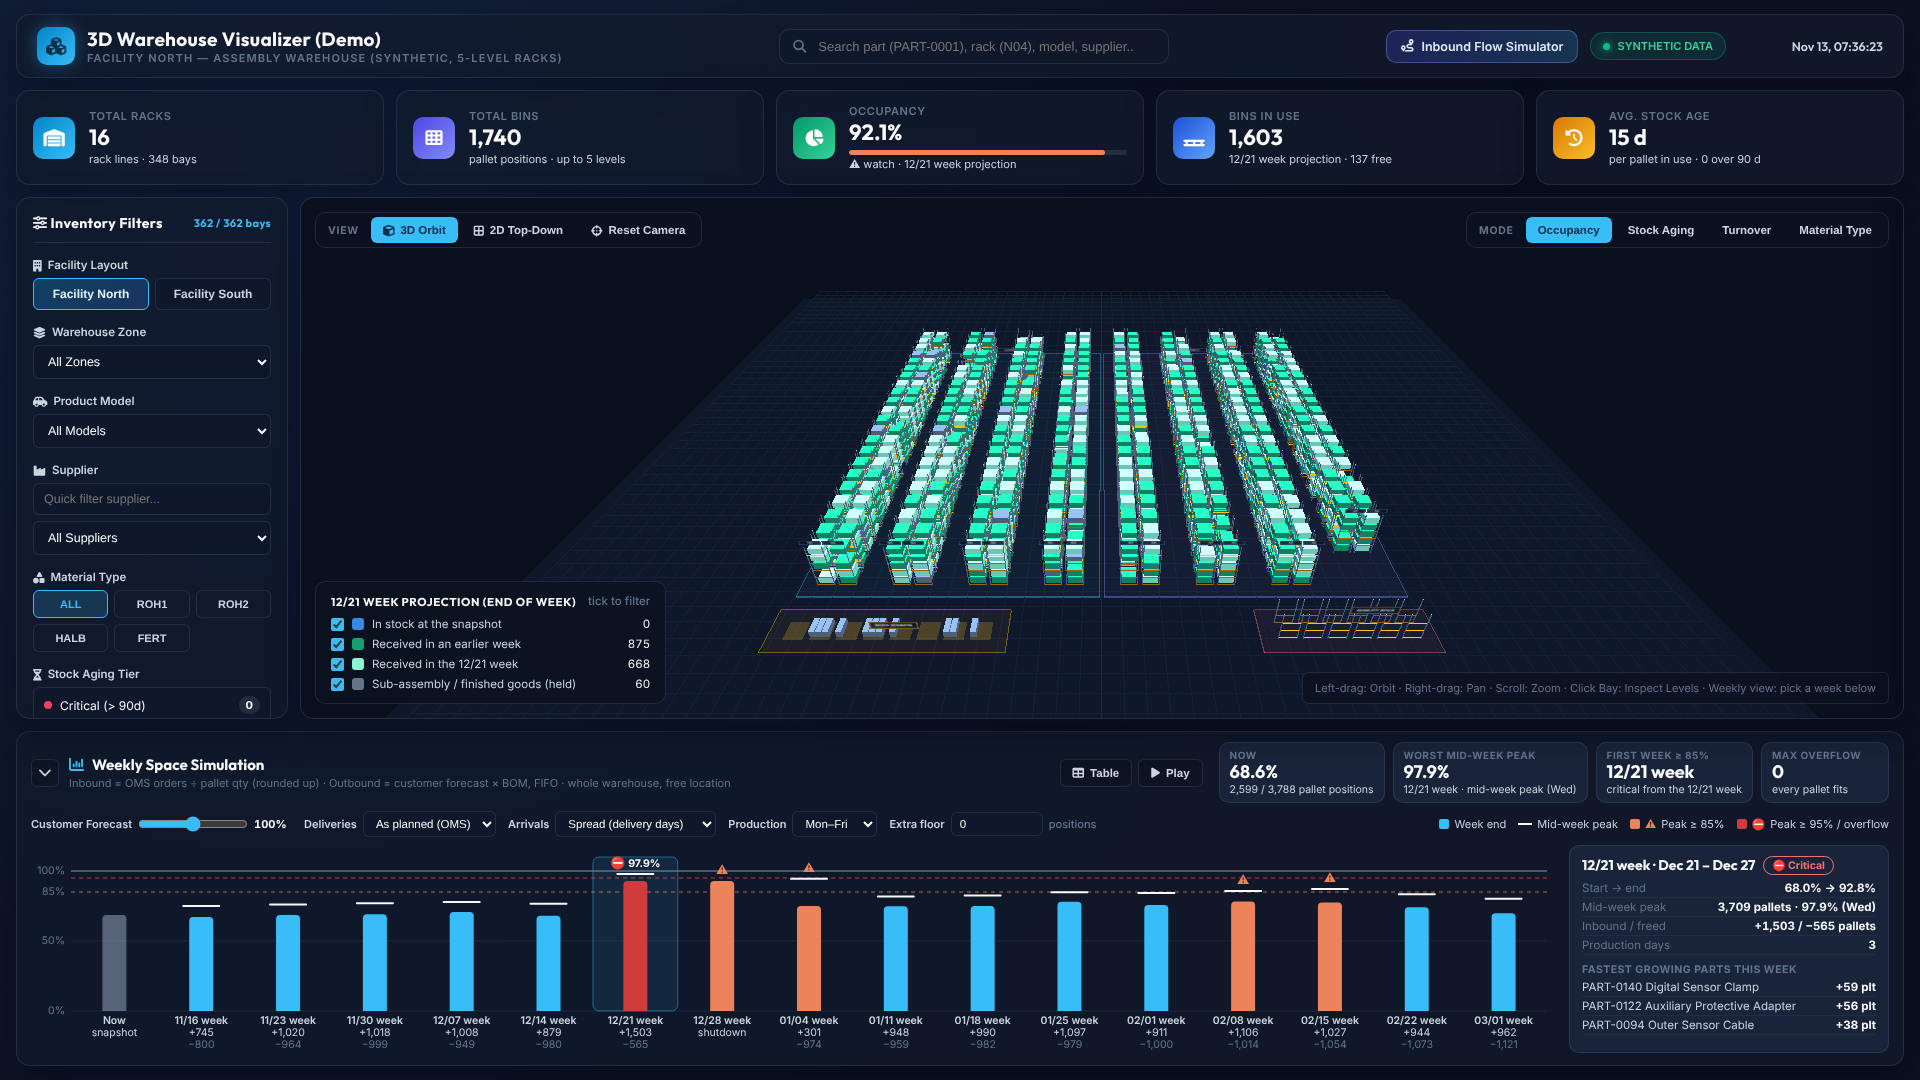 3D Warehouse Visualizer (Demo)
FACILITY NORTH — ASSEMBLY WAREHOUSE (SYNTHETIC, 5-LEVEL RACKS)
Search part (PART-0001), rack (N04), model, supplier..
Inbound Flow Simulator
SYNTHETIC DATA
Nov 13, 07:36:23
TOTAL RACKS
16
rack lines · 348 bays
TOTAL BINS
1,740
pallet positions · up to 5 levels
OCCUPANCY
92.1%
watch · 12/21 week projection
BINS IN USE
1,603
12/21 week projection · 137 free
AVG. STOCK AGE
15 d
per pallet in use · 0 over 90 d
Inventory Filters
362 / 362 bays
Facility Layout
Facility North
Facility South
Warehouse Zone
All Zones
Product Model
All Models
Supplier
Quick filter supplier...
All Suppliers
Material Type
ALL
ROH1
ROH2
HALB
FERT
Stock Aging Tier
Critical (> 90d)
0
VIEW
3D Orbit
2D Top-Down
Reset Camera
MODE
Occupancy
Stock Aging
Turnover
Material Type
12/21 WEEK PROJECTION (END OF WEEK) tick to filter
In stock at the snapshot 0
Received in an earlier week 875
Received in the 12/21 week 668
Sub-assembly / finished goods (held) 60
Left-drag: Orbit · Right-drag: Pan · Scroll: Zoom · Click Bay: Inspect Levels · Weekly view: pick a week below
Weekly Space Simulation
Inbound = OMS orders ÷ pallet qty (rounded up) · Outbound = customer forecast × BOM, FIFO · whole warehouse, free location
Table
Play
NOW
68.6%
2,599 / 3,788 pallet positions
WORST MID-WEEK PEAK
97.9%
12/21 week · mid-week peak (Wed)
FIRST WEEK ≥ 85%
12/21 week
critical from the 12/21 week
MAX OVERFLOW
0
every pallet fits
Customer Forecast 100%
Deliveries As planned (OMS)
Arrivals Spread (delivery days)
Production Mon–Fri
Extra floor 0 positions
Week end
Mid-week peak
Peak ≥ 85%
Peak ≥ 95% / overflow
100%
85%
50%
0%
97.9%
Now
snapshot
11/16 week
+745
−800
11/23 week
+1,020
−964
11/30 week
+1,018
−999
12/07 week
+1,008
−949
12/14 week
+879
−980
12/21 week
+1,503
−565
12/28 week
shutdown
01/04 week
+301
−974
01/11 week
+948
−959
01/18 week
+990
−982
01/25 week
+1,097
−979
02/01 week
+911
−1,000
02/08 week
+1,106
−1,014
02/15 week
+1,027
−1,054
02/22 week
+944
−1,073
03/01 week
+962
−1,121
12/21 week · Dec 21 – Dec 27 Critical
Start → end 68.0% → 92.8%
Mid-week peak 3,709 pallets · 97.9% (Wed)
Inbound / freed +1,503 / −565 pallets
Production days 3
FASTEST GROWING PARTS THIS WEEK
PART-0140 Digital Sensor Clamp +59 plt
PART-0122 Auxiliary Protective Adapter +56 plt
PART-0094 Outer Sensor Cable +38 plt